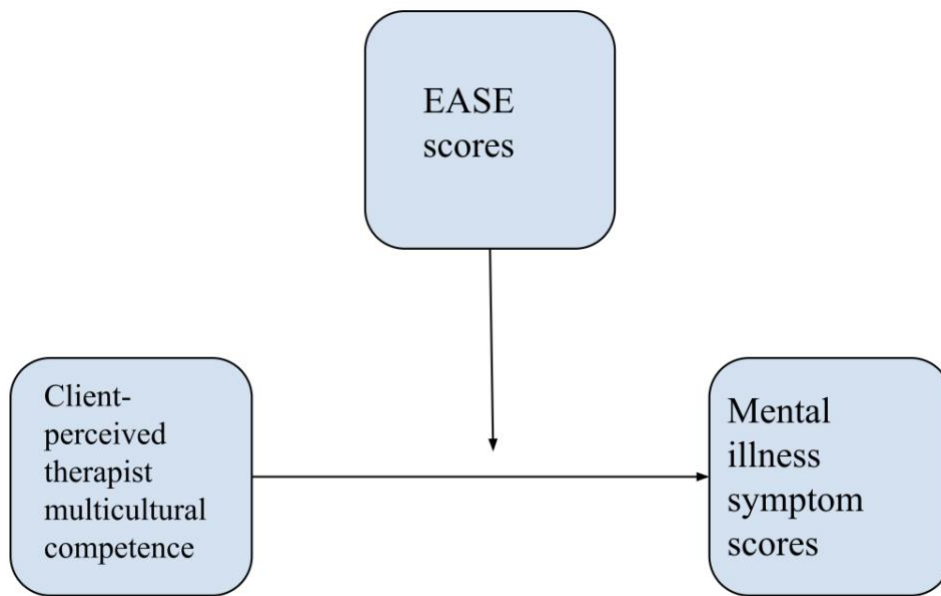 EASE
scores
Client-
perceived
therapist
multicultural
competence
Mental
illness
symptom
scores